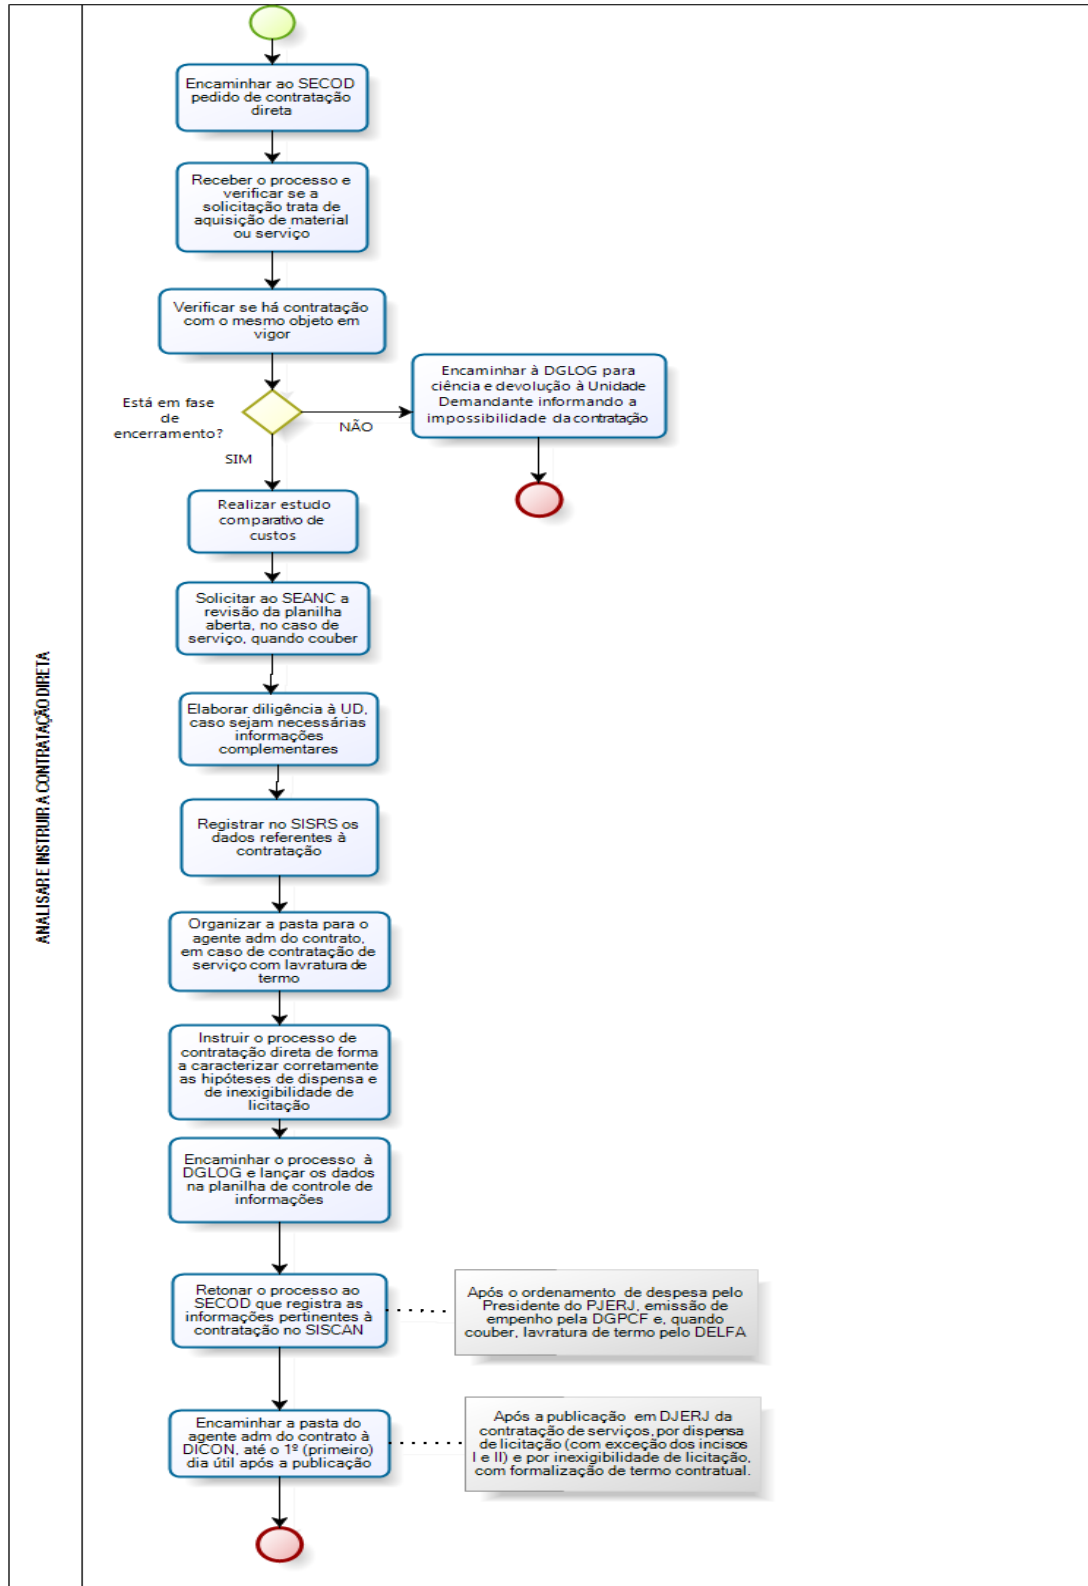 ANALISAR E INSTRUIR A CONTRATAÇÃO DIRETA
Encaminhar ao SECOD
pedido de contratação
direta
Receber o processo e
verificar se a
solicitação trata de
aquisição de material
ou serviço
Verificar se há contratação
com o mesmo objeto em
vigor
Está em fase
de
encerramento?
NÃO
SIM
Encaminhar à DGLOG para
ciência e devolução à Unidade
Demandante informando a
impossibilidade da contratação
Realizar estudo
comparativo de
custos
Solicitar ao SEANC a
revisão da planilha
aberta, no caso de
serviço, quando couber
Elaborar diligência à UD,
caso sejam necessárias
informações
complementares
Registrar no SISRS os
dados referentes à
contratação
Organizar a pasta para o
agente adm do contrato,
em caso de contratação de
serviço com lavratura de
termo
Instruir o processo de
contratação direta de forma
a caracterizar corretamente
as hipóteses de dispensa e
de inexigibilidade de
licitação
Encaminhar o processo à
DGLOG e lançar os dados
na planilha de controle de
informações
Retonar o processo ao
SECOD que registra as
informações pertinentes à
contratação no SISCAN
Após o ordenamento de despesa pelo
Presidente do PJERJ, emissão de
empenho pela DGPCF e, quando
couber, lavratura de termo pelo DELFA
Encaminhar a pasta do
agente adm do contrato à
DICON, até o 1º (primeiro)
dia útil após a publicação
Após a publicação em DJERJ da
contratação de serviços, por dispensa
de licitação (com exceção dos incisos
I e II) e por inexigibilidade de licitação,
com formalização de termo contratual.